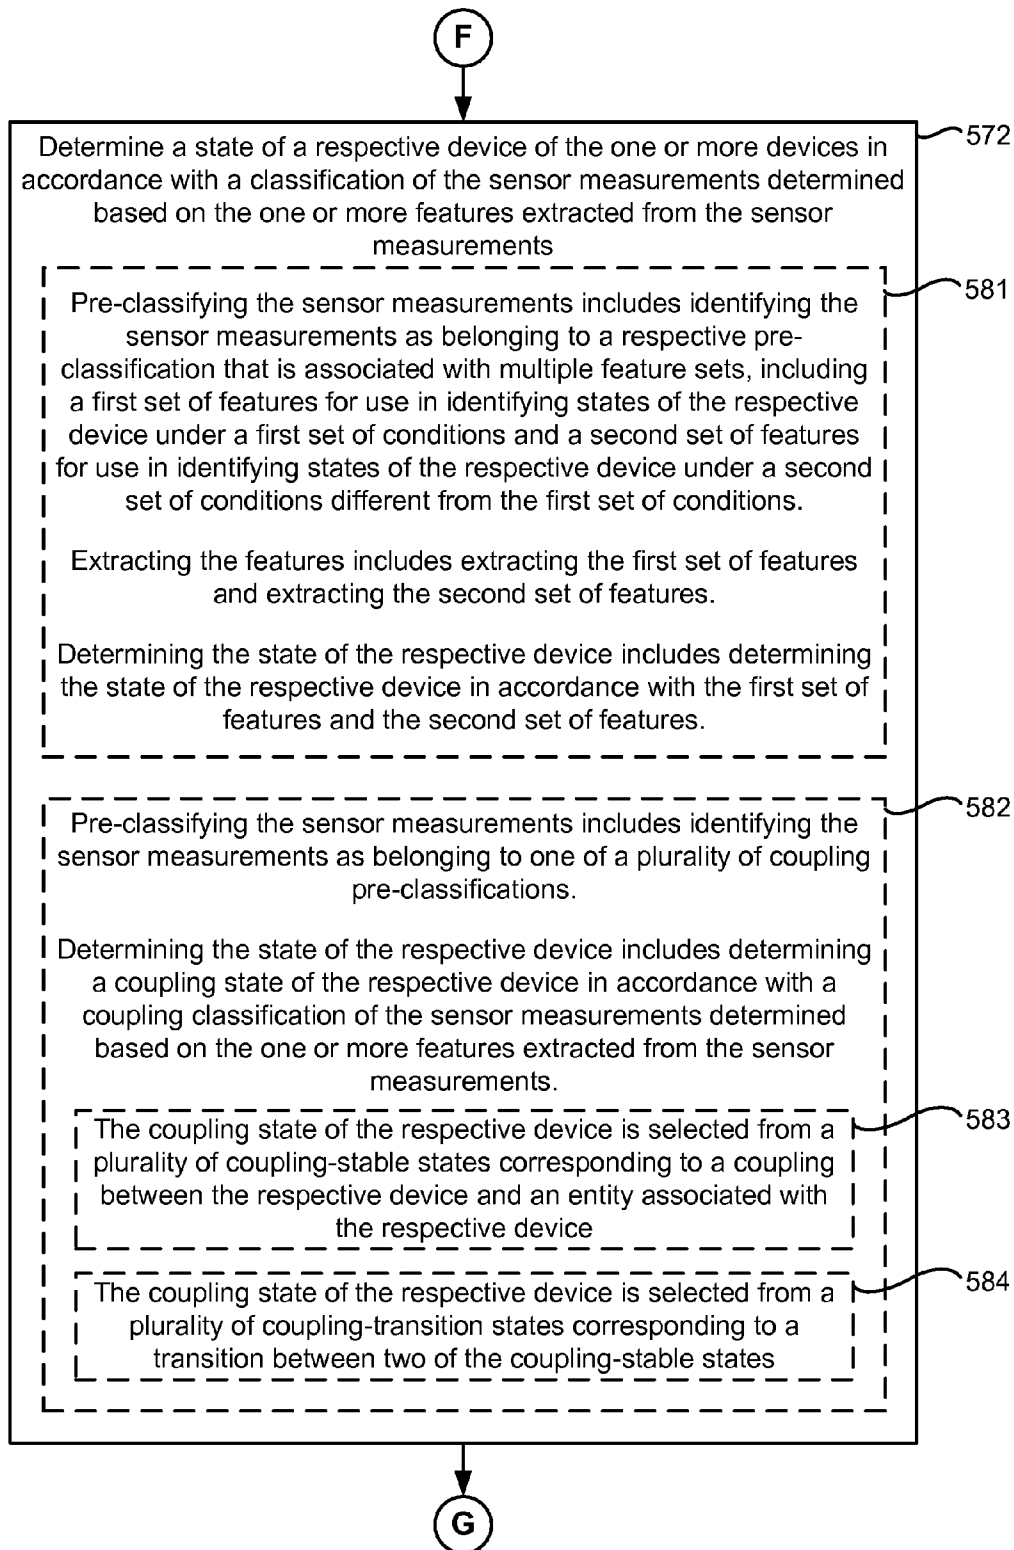 F
572
Determine a state of a respective device of the one or more devices in
accordance with a classification of the sensor measurements determined
based on the one or more features extracted from the sensor
measurements
581
Pre-classifying the sensor measurements includes identifying the
sensor measurements as belonging to a respective pre-
classification that is associated with multiple feature sets, including
a first set of features for use in identifying states of the respective
device under a first set of conditions and a second set of features
for use in identifying states of the respective device under a second
set of conditions different from the first set of conditions.
Extracting the features includes extracting the first set of features
and extracting the second set of features.
Determining the state of the respective device includes determining
the state of the respective device in accordance with the first set of
features and the second set of features.
582
Pre-classifying the sensor measurements includes identifying the
sensor measurements as belonging to one of a plurality of coupling
pre-classifications.
Determining the state of the respective device includes determining
a coupling state of the respective device in accordance with a
coupling classification of the sensor measurements determined
based on the one or more features extracted from the sensor
measurements.
583
The coupling state of the respective device is selected from a
plurality of coupling-stable states corresponding to a coupling
between the respective device and an entity associated with
the respective device
584
The coupling state of the respective device is selected from a
plurality of coupling-transition states corresponding to a
transition between two of the coupling-stable states
G